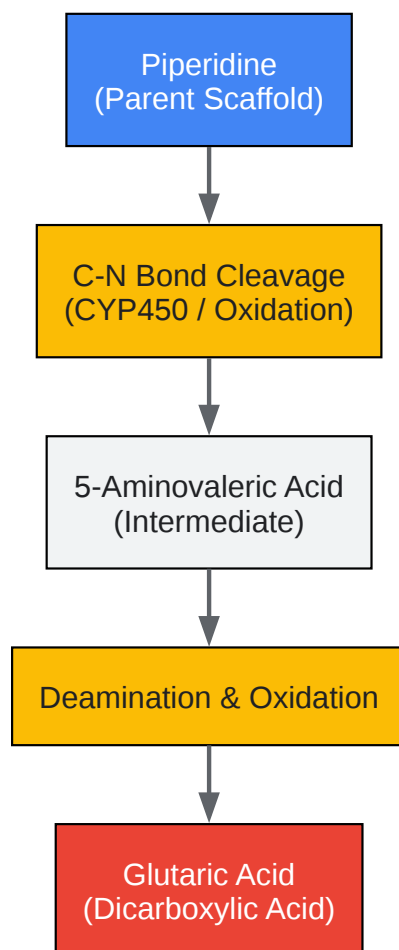 Piperidine
(Parent Scaffold)
C-N Bond Cleavage
(CYP450 / Oxidation)
5-Aminovaleric Acid
(Intermediate)
Deamination & Oxidation
Glutaric Acid
(Dicarboxylic Acid)